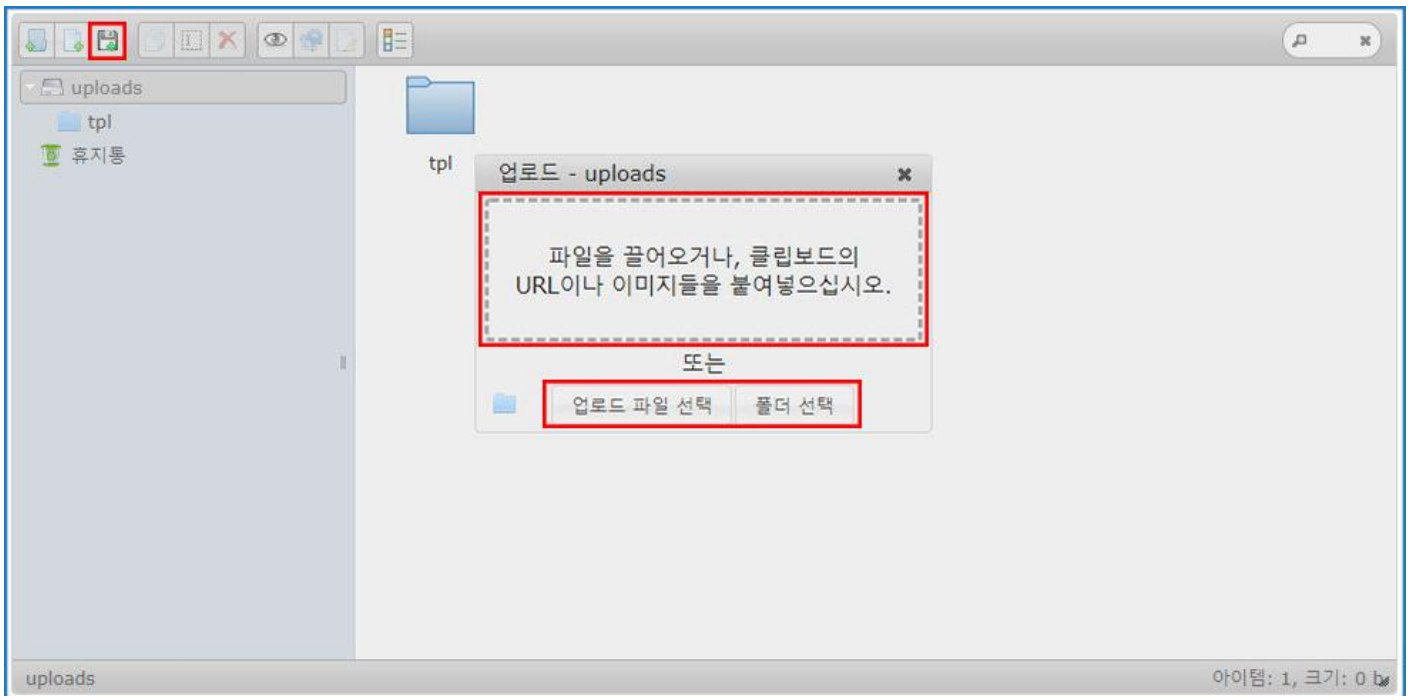 uploads
tpl
휴지통
tpl
업로드 - uploads
파일을 끌어오거나, 클립보드의
URL이나 이미지들을 붙여넣으십시오.
또는
업로드 파일 선택
폴더 선택
uploads
아이템: 1, 크기: 0 b